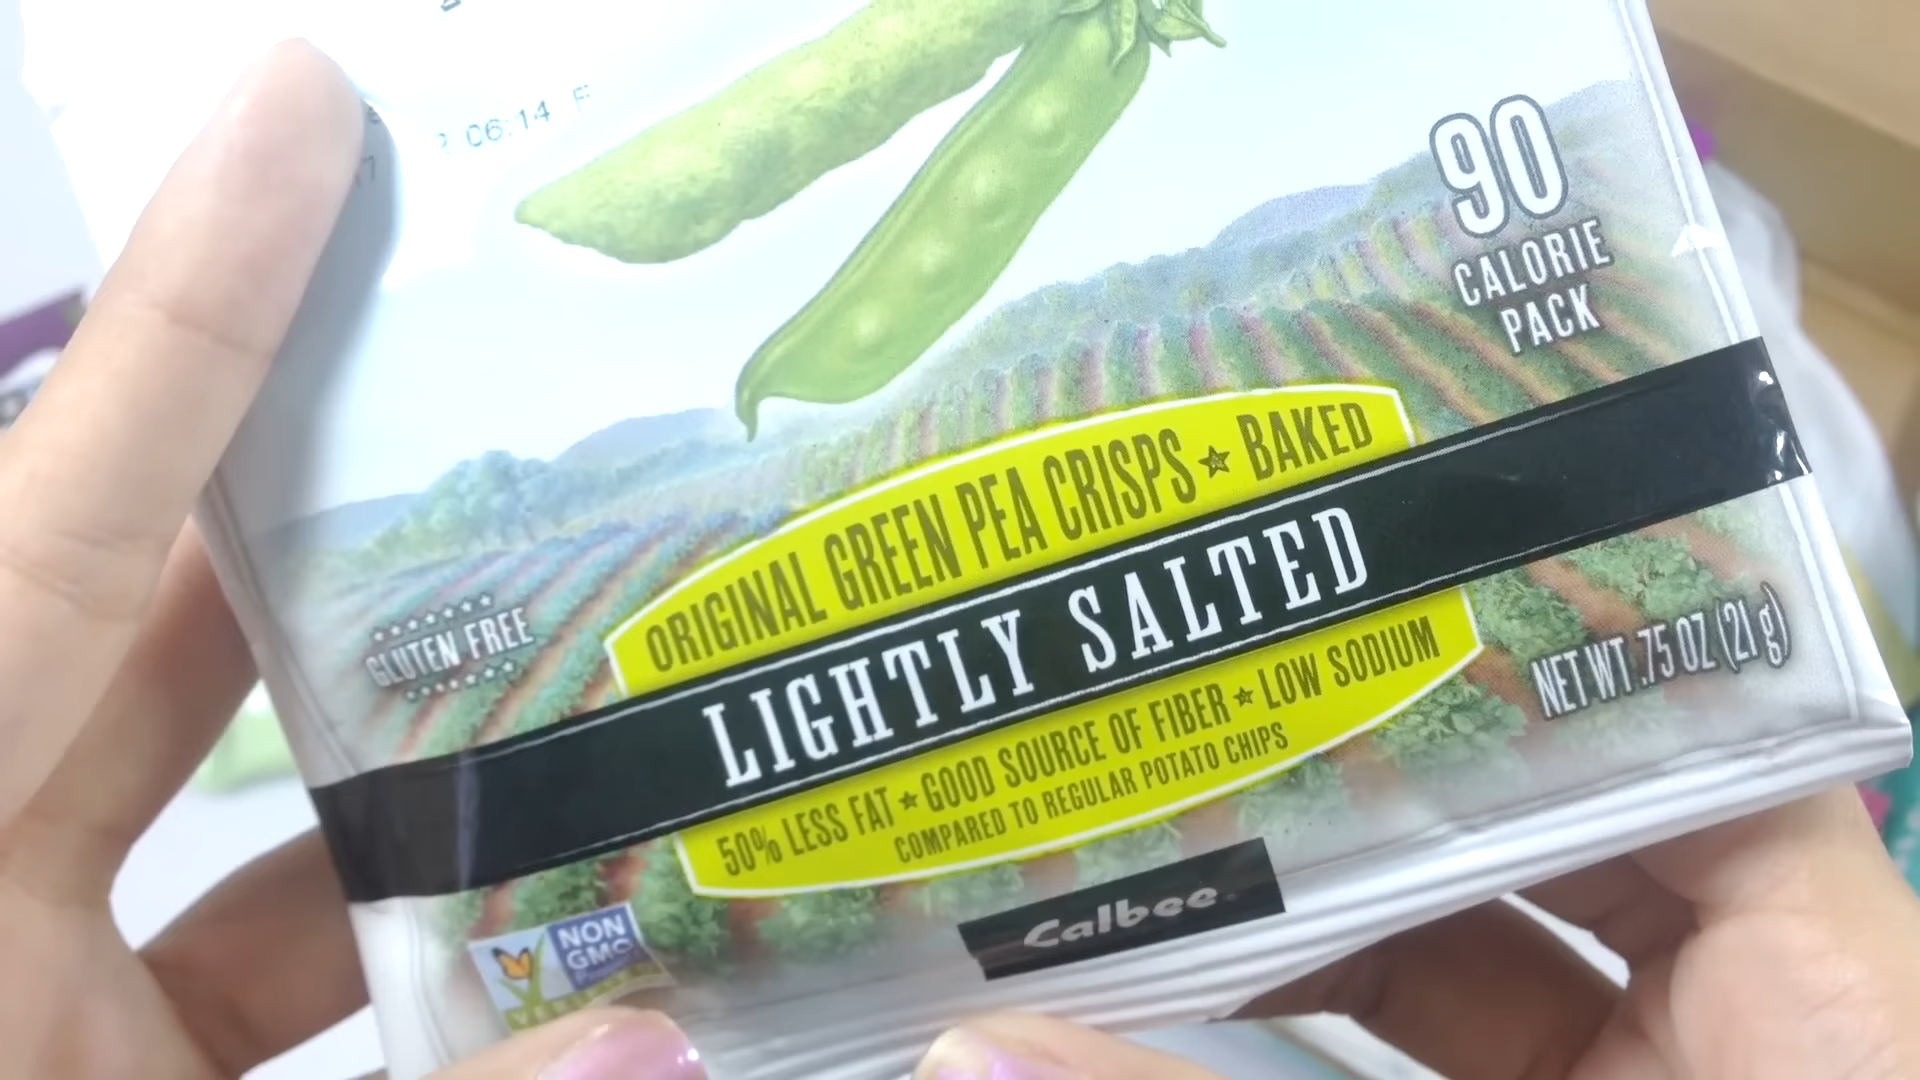 06:14
90
CALORIE
PACK
ORIGINAL GREEN PEA CRISPS ★ BAKED
LIGHTLY SALTED
GLUTEN FREE
50% LESS FAT ★ GOOD SOURCE OF FIBER ★ LOW SODIUM
COMPARED TO REGULAR POTATO CHIPS
NET WT .75 OZ (21 g)
Calbee
NON
GMO